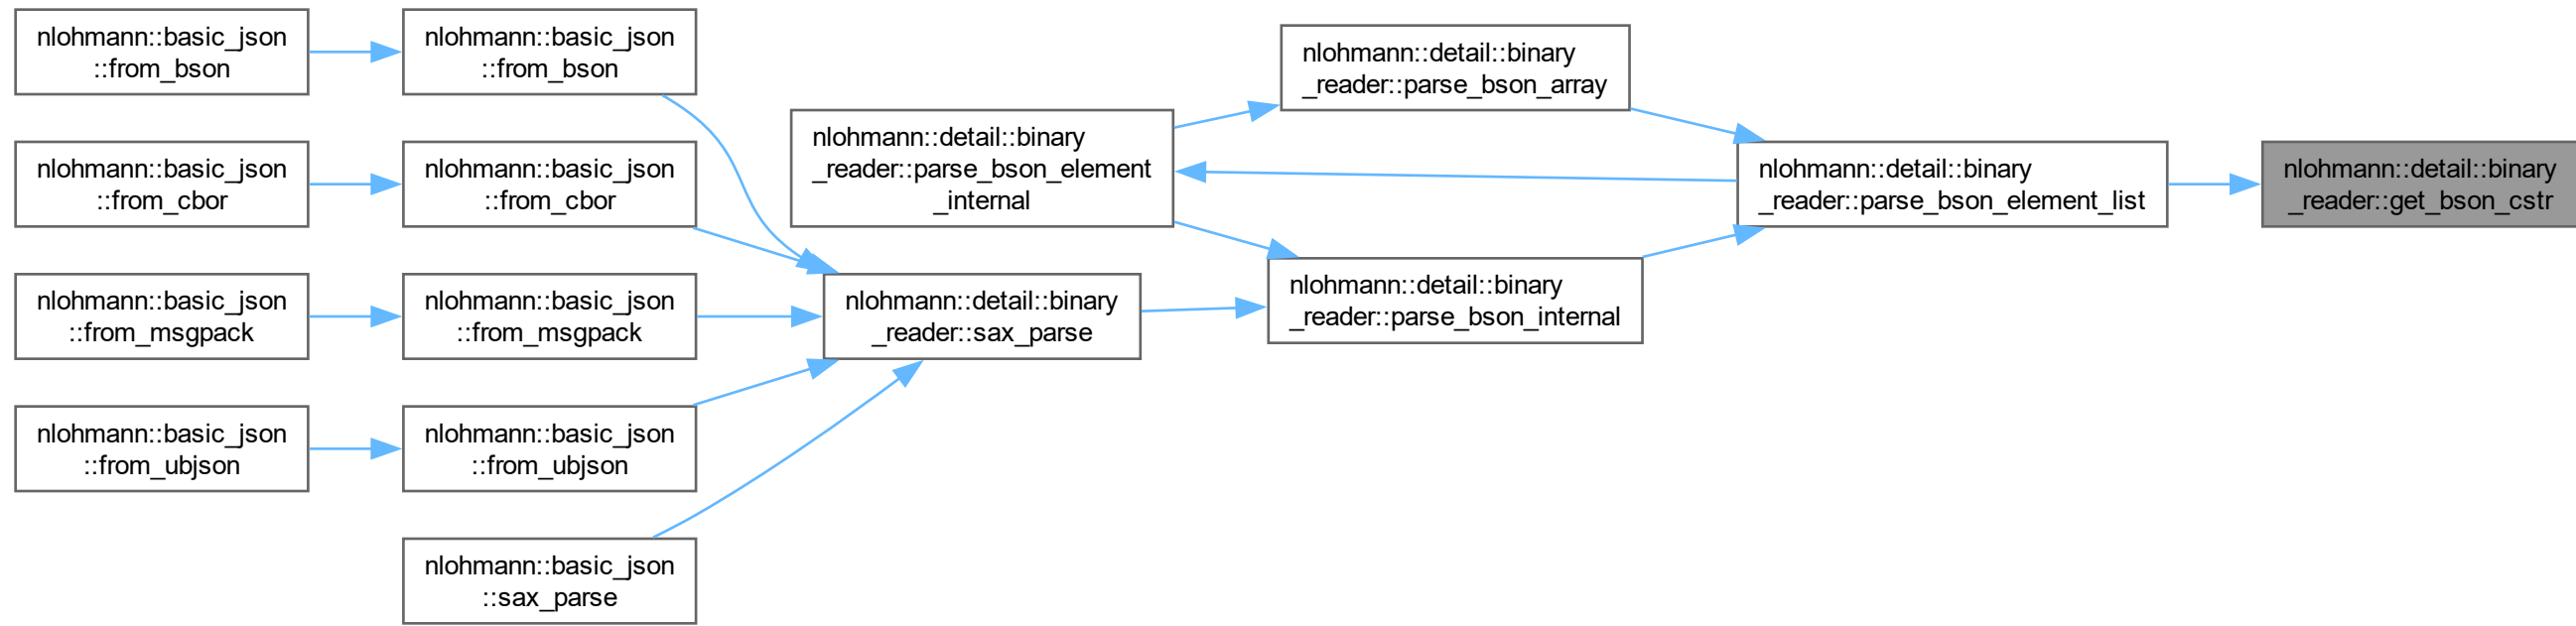 nlohmann::basic_json
::from_bson
nlohmann::basic_json
::from_bson
nlohmann::detail::binary
_reader::parse_bson_array
nlohmann::detail::binary
_reader::parse_bson_element
_internal
nlohmann::basic_json
::from_cbor
nlohmann::basic_json
::from_cbor
nlohmann::detail::binary
_reader::parse_bson_element_list
nlohmann::detail::binary
_reader::get_bson_cstr
nlohmann::basic_json
::from_msgpack
nlohmann::basic_json
::from_msgpack
nlohmann::detail::binary
_reader::sax_parse
nlohmann::detail::binary
_reader::parse_bson_internal
nlohmann::basic_json
::from_ubjson
nlohmann::basic_json
::from_ubjson
nlohmann::basic_json
::sax_parse